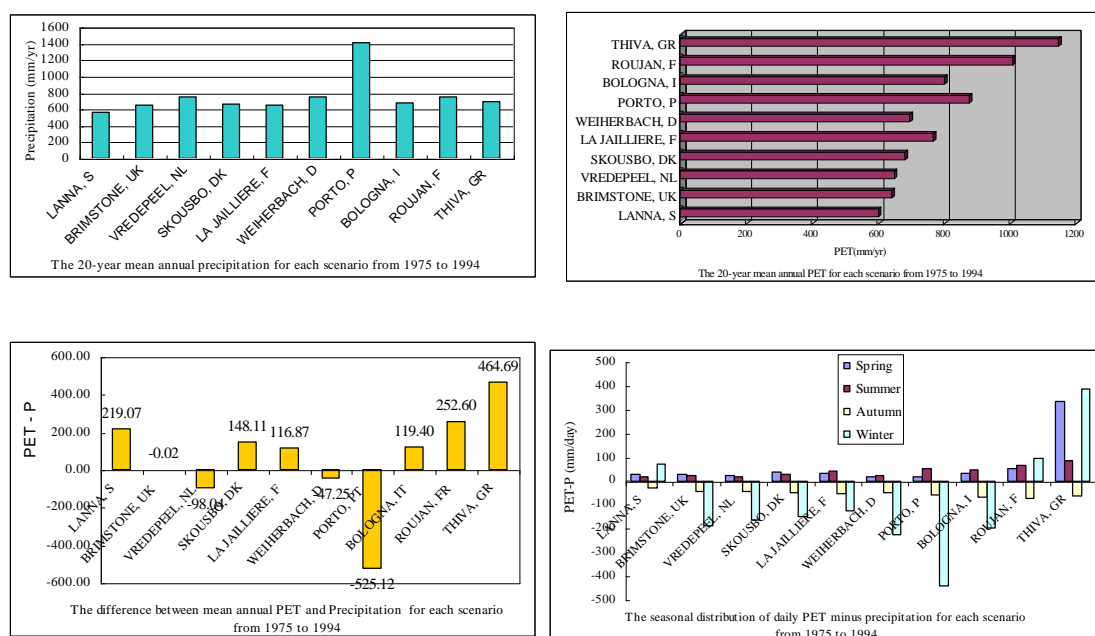 1600
1400
1200
1000
800
600
400
200
0
Precipitation (mm/yr)
LANNA, S
BRIMSTONE, UK
VREDEPEEL, NL
SKOUSBO, DK
LA JAILLIERE, F
WEIHERBACH, D
PORTO, P
BOLOGNA, I
ROUJAN, F
THIVA, GR
The 20-year mean annual precipitation for each scenario from 1975 to 1994
THIVA, GR
ROUJAN, F
BOLOGNA, I
PORTO, P
WEIHERBACH, D
LA JAILLIERE, F
SKOUSBO, DK
VREDEPEEL, NL
BRIMSTONE, UK
LANNA, S
0 200 400 600 800 1000 1200
PET(mm/yr)
The 20-year mean annual PET for each scenario from 1975 to 1994
600.00
400.00
200.00
0.00
-200.00
-400.00
-600.00
PET - P
219.07
-0.02
-98.04
148.11
116.87
-47.25
-525.12
119.40
252.60
464.69
LANNA, S
BRIMSTONE, UK
VREDEPEEL, NL
SKOUSBO, DK
LA JAILLIERE, F
WEIHERBACH, D
PORTO, PT
BOLOGNA, IT
ROUJAN, FR
THIVA, GR
The difference between mean annual PET and Precipitation for each scenario
from 1975 to 1994
500
400
300
200
100
0
-100
-200
-300
-400
-500
PET-P (mm/day)
Spring
Summer
Autumn
Winter
LANNA, S
BRIMSTONE, UK
VREDEPEEL, NL
SKOUSBO, DK
LA JAILLIERE, F
WEIHERBACH, D
PORTO, P
BOLOGNA, I
ROUJAN, F
THIVA, GR
The seasonal distribution of daily PET minus precipitation for each scenario
from 1975 to 1994